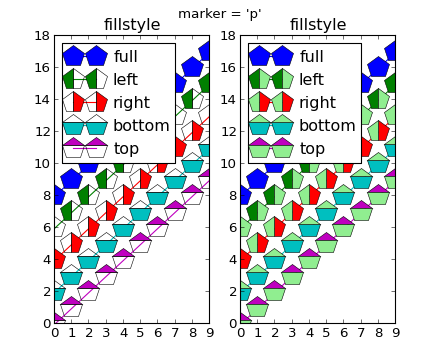 marker = 'p'
fillstyle
fillstyle
18
16
14
12
10
8
6
4
2
0
full
left
right
bottom
top
0 1 2 3 4 5 6 7 8 9
18
16
14
12
10
8
6
4
2
0
full
left
right
bottom
top
0 1 2 3 4 5 6 7 8 9